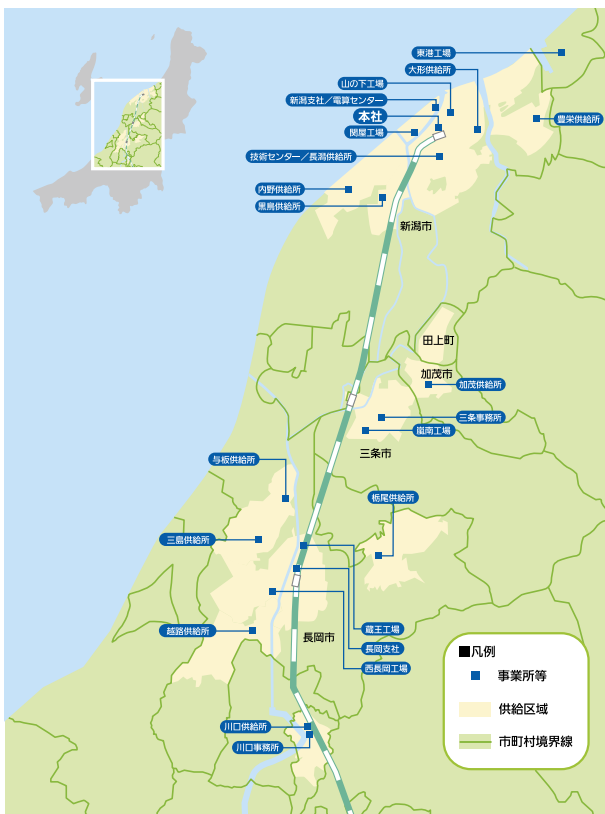 東港工場
大形供給所
山の下工場
新潟支社／電算センター
本社
豊栄供給所
関屋工場
技術センター／長潟供給所
内野供給所
黒鳥供給所
新潟市
田上町
加茂市
加茂供給所
三条事務所
嵐南工場
三条市
与板供給所
栃尾供給所
三島供給所
蔵王工場
越路供給所
長岡市
長岡支社
西長岡工場
川口供給所
川口事務所
■凡例
事業所等
供給区域
市町村境界線